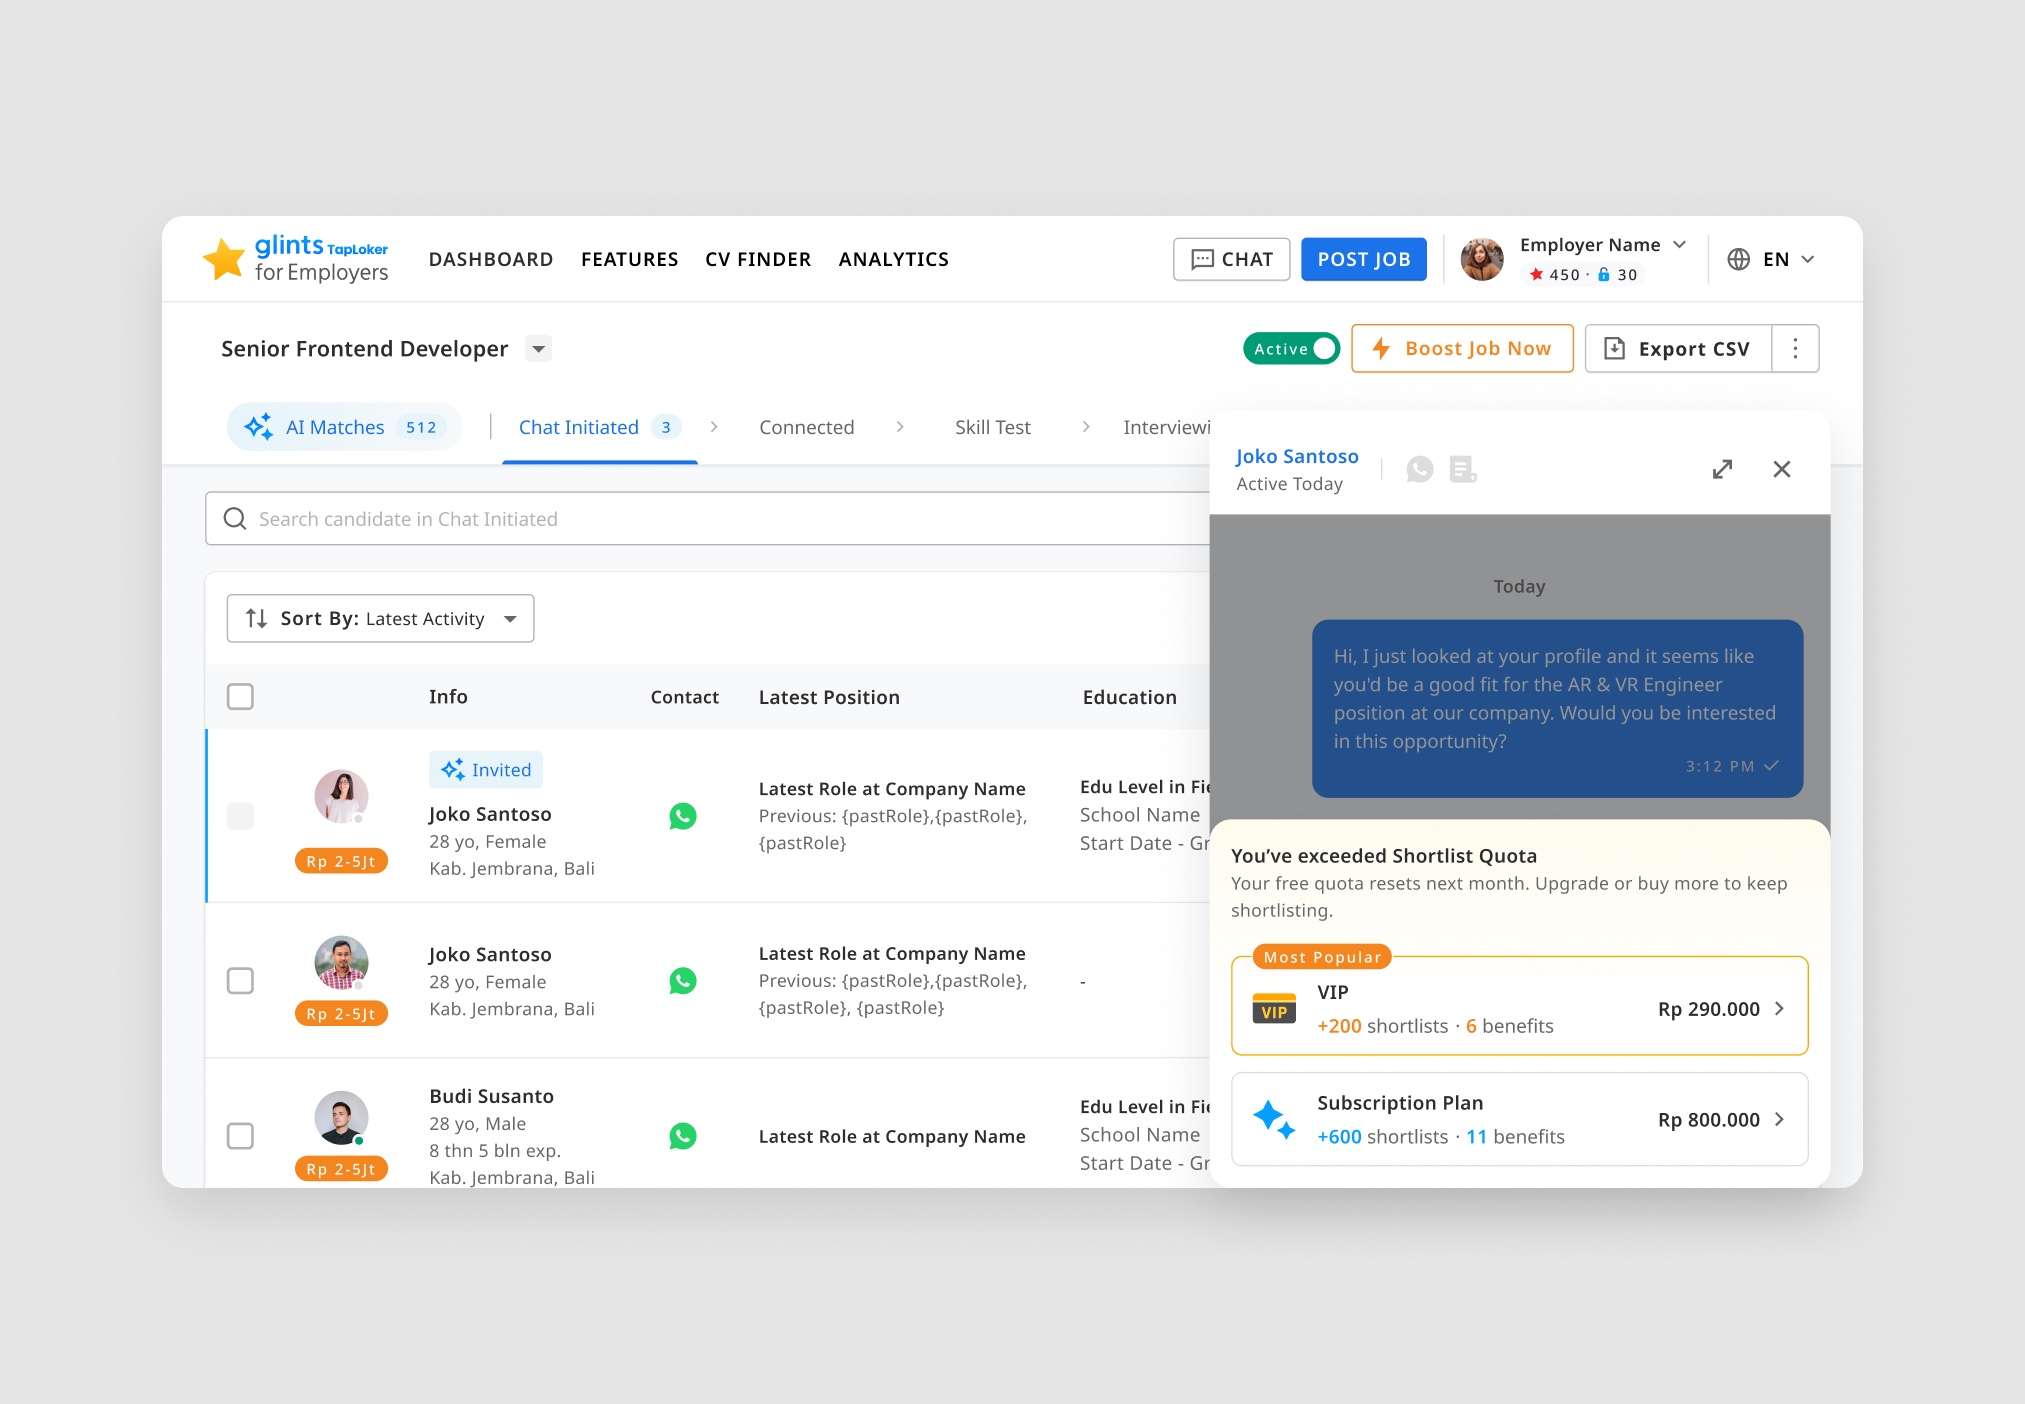 glints TapLoker
for Employers
DASHBOARD
FEATURES
CV FINDER
ANALYTICS
CHAT
POST JOB
Employer Name
450 · 30
EN
Senior Frontend Developer
Active
Boost Job Now
Export CSV
AI Matches 512
Chat Initiated 3
Connected
Skill Test
Interviewi
Search candidate in Chat Initiated
Sort By: Latest Activity
Info
Contact
Latest Position
Education
Invited
Joko Santoso
28 yo, Female
Kab. Jembrana, Bali
Rp 2-5Jt
Latest Role at Company Name
Previous: {pastRole},{pastRole},
{pastRole}
Edu Level in Fie
School Name
Start Date - Gr
Joko Santoso
28 yo, Female
Kab. Jembrana, Bali
Rp 2-5Jt
Latest Role at Company Name
Previous: {pastRole},{pastRole},
{pastRole}, {pastRole}
-
Budi Susanto
28 yo, Male
8 thn 5 bln exp.
Kab. Jembrana, Bali
Rp 2-5Jt
Latest Role at Company Name
Edu Level in Fie
School Name
Start Date - Gr
Joko Santoso
Active Today
Today
Hi, I just looked at your profile and it seems like
you'd be a good fit for the AR & VR Engineer
position at our company. Would you be interested
in this opportunity?
3:12 PM
You’ve exceeded Shortlist Quota
Your free quota resets next month. Upgrade or buy more to keep
shortlisting.
Most Popular
VIP
VIP
+200 shortlists · 6 benefits
Rp 290.000
Subscription Plan
+600 shortlists · 11 benefits
Rp 800.000